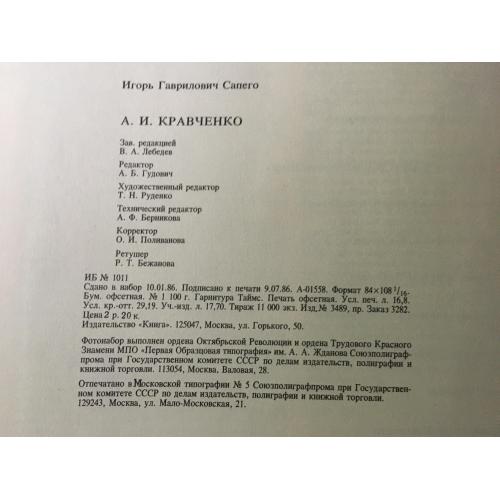 Игорь Гаврилович Сапего
А. И. КРАВЧЕНКО
Зав. редакцией
В. А. Лебедев
Редактор
А. Б. Гудович
Художественный редактор
Т. Н. Руденко
Технический редактор
А. Ф. Берникова
Корректор
О. И. Поливанова
Ретушер
Р. Т. Бежанова
ИБ № 1011
Сдано в набор 10.01.86. Подписано к печати 9.07.86. А-01558. Формат 84×108 1/16.
Бум. офсетная. № 1 100 г. Гарнитура Таймс. Печать офсетная. Усл. печ. л. 16,8.
Усл. кр.-отт. 29,19. Уч.-изд. л. 17,70. Тираж 11 000 экз. Изд.№ 3489, пр. Заказ 3282.
Цена 2 р. 20 к.
Издательство «Книга». 125047, Москва, ул. Горького, 50.
Фотонабор выполнен ордена Октябрьской Революции и ордена Трудового Красного
Знамени МПО «Первая Образцовая типография» им. А. А. Жданова Союзполиграф-
прома при Государственном комитете СССР по делам издательств, полиграфии и
книжной торговли. 113054, Москва, Валовая, 28.
Отпечатано в Московской типографии № 5 Союзполиграфпрома при Государствен-
ном комитете СССР по делам издательств, полиграфии и книжной торговли.
129243, Москва, ул. Мало-Московская, 21.